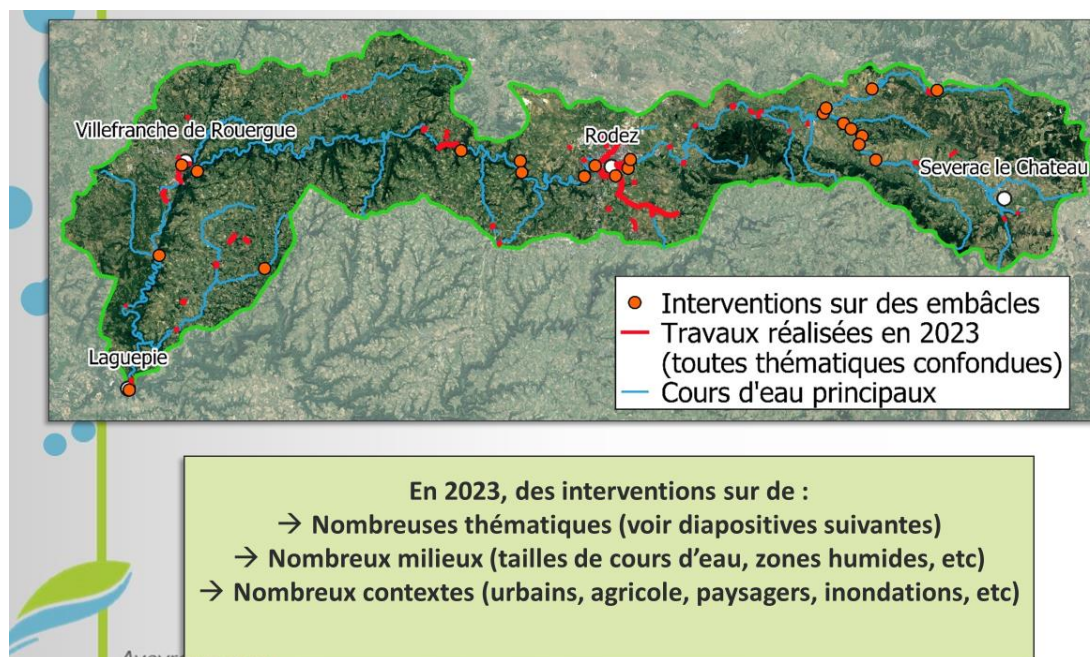 Villefranche de Rouergue
Rodez
Severac le Chateau
Laguepie
Interventions sur des embâcles
Travaux réalisées en 2023
(toutes thématiques confondues)
Cours d'eau principaux
En 2023, des interventions sur de :
→ Nombreuses thématiques (voir diapositives suivantes)
→ Nombreux milieux (tailles de cours d'eau, zones humides, etc)
→ Nombreux contextes (urbains, agricole, paysagers, inondations, etc)